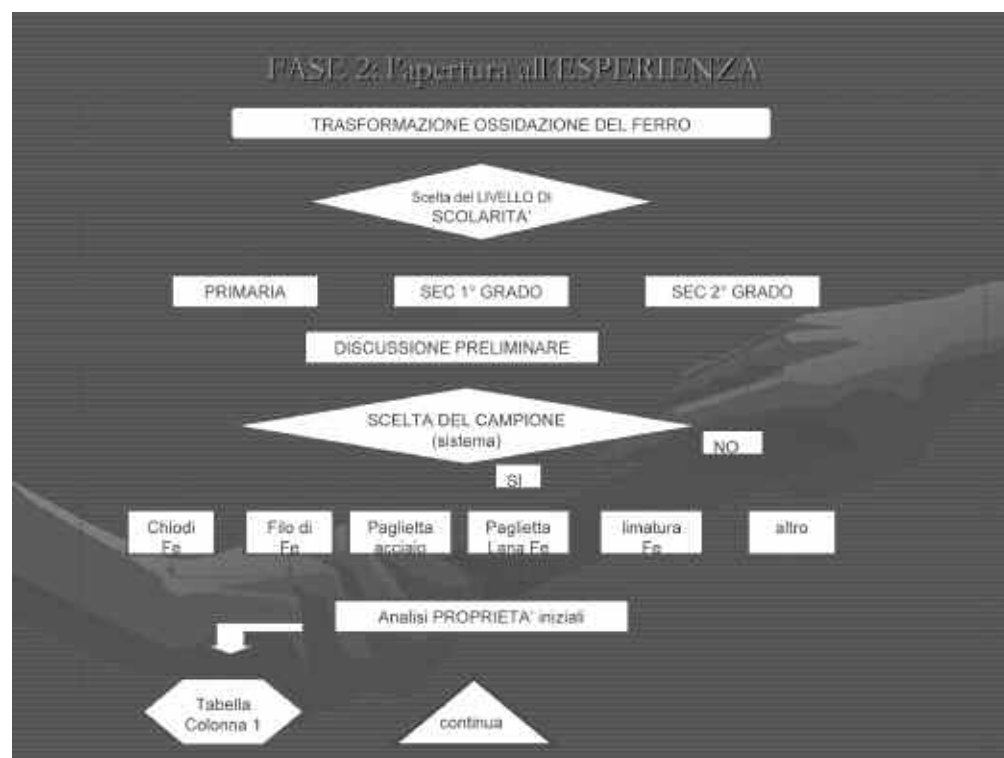 FASE 2: l'apertura all'ESPERIENZA
TRASFORMAZIONE OSSIDAZIONE DEL FERRO
Scelta del LIVELLO DI
SCOLARITA'
PRIMARIA
SEC 1° GRADO
SEC 2° GRADO
DISCUSSIONE PRELIMINARE
SCELTA DEL CAMPIONE
(sistema)
NO
SI
Chiodi
Fe
Filo di
Fe
Paglietta
acciaio
Paglietta
Lana Fe
limatura
Fe
altro
Analisi PROPRIETA' iniziali
Tabella
Colonna 1
continua